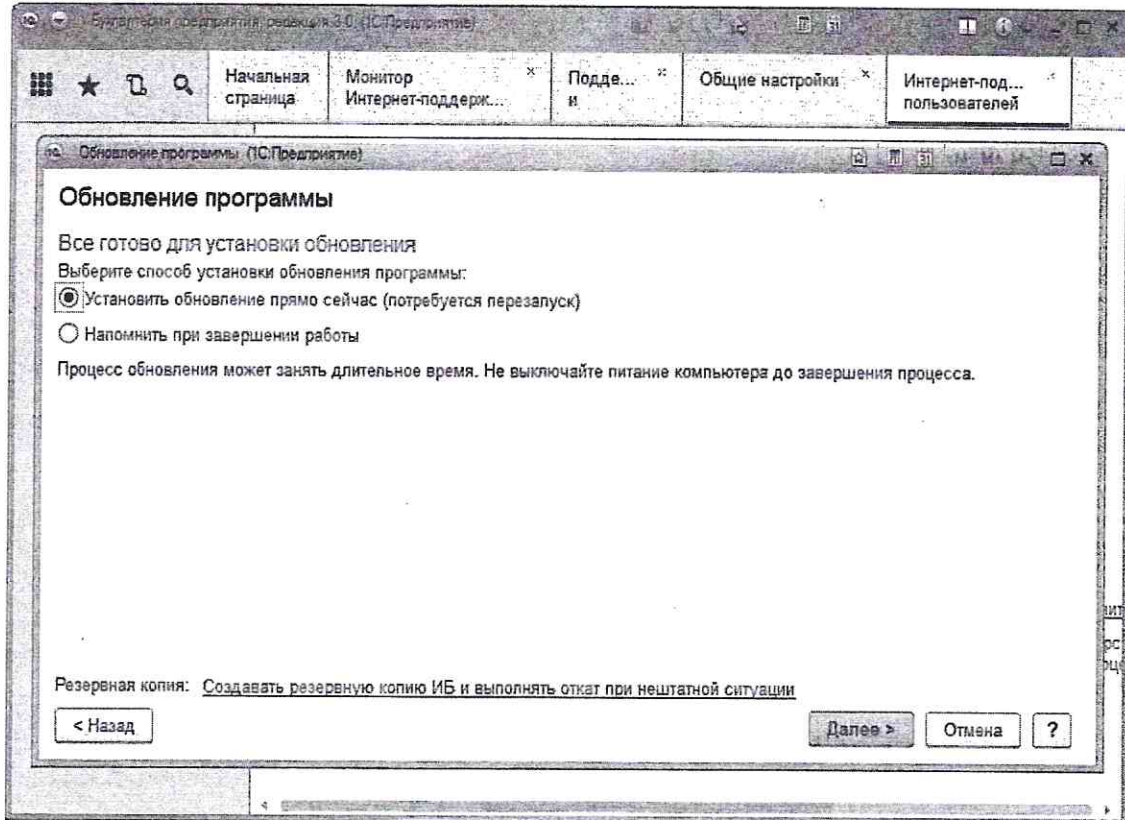 Бухгалтерия предприятия, редакция 3.0 (1С:Предприятие)
Начальная страница
Монитор Интернет-поддерж...
Подде... и
Общие настройки
Интернет-под... пользователей
Обновление программы (1С:Предприятие)
31 M M+ M-
Обновление программы
Все готово для установки обновления
Выберите способ установки обновления программы:
Установить обновление прямо сейчас (потребуется перезапуск)
Напомнить при завершении работы
Процесс обновления может занять длительное время. Не выключайте питание компьютера до завершения процесса.
Резервная копия: Создавать резервную копию ИБ и выполнять откат при нештатной ситуации
< Назад
Далее >
Отмена
?